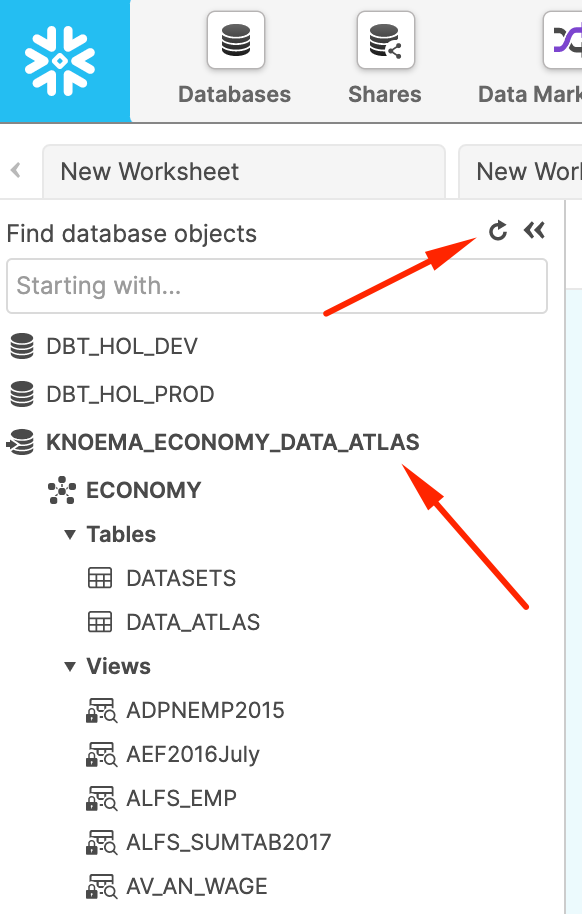 Databases
Shares
Data Mark
New Worksheet
New Worl
Find database objects
Starting with...
DBT_HOL_DEV
DBT_HOL_PROD
KNOEMA_ECONOMY_DATA_ATLAS
ECONOMY
Tables
DATASETS
DATA_ATLAS
Views
ADPNEMP2015
AEF2016July
ALFS_EMP
ALFS_SUMTAB2017
AV_AN_WAGE